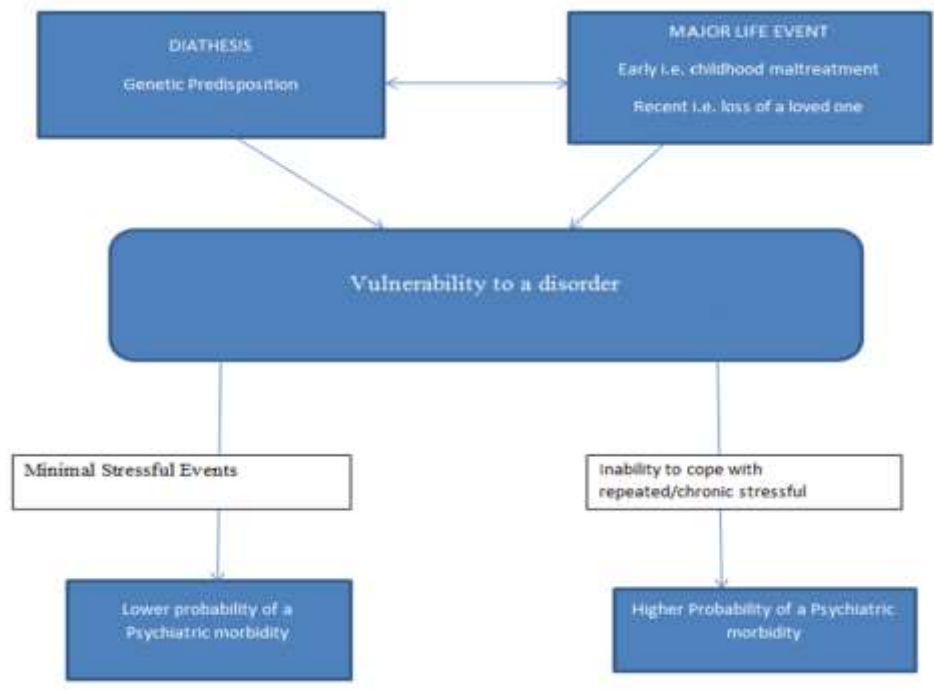 DIATHESIS
Genetic Predisposition
MAJOR LIFE EVENT
Early i.e. childhood maltreatment
Recent i.e. loss of a loved one
Vulnerability to a disorder
Minimal Stressful Events
Inability to cope with
repeated/chronic stressful
Lower probability of a
Psychiatric morbidity
Higher Probability of a Psychiatric
morbidity